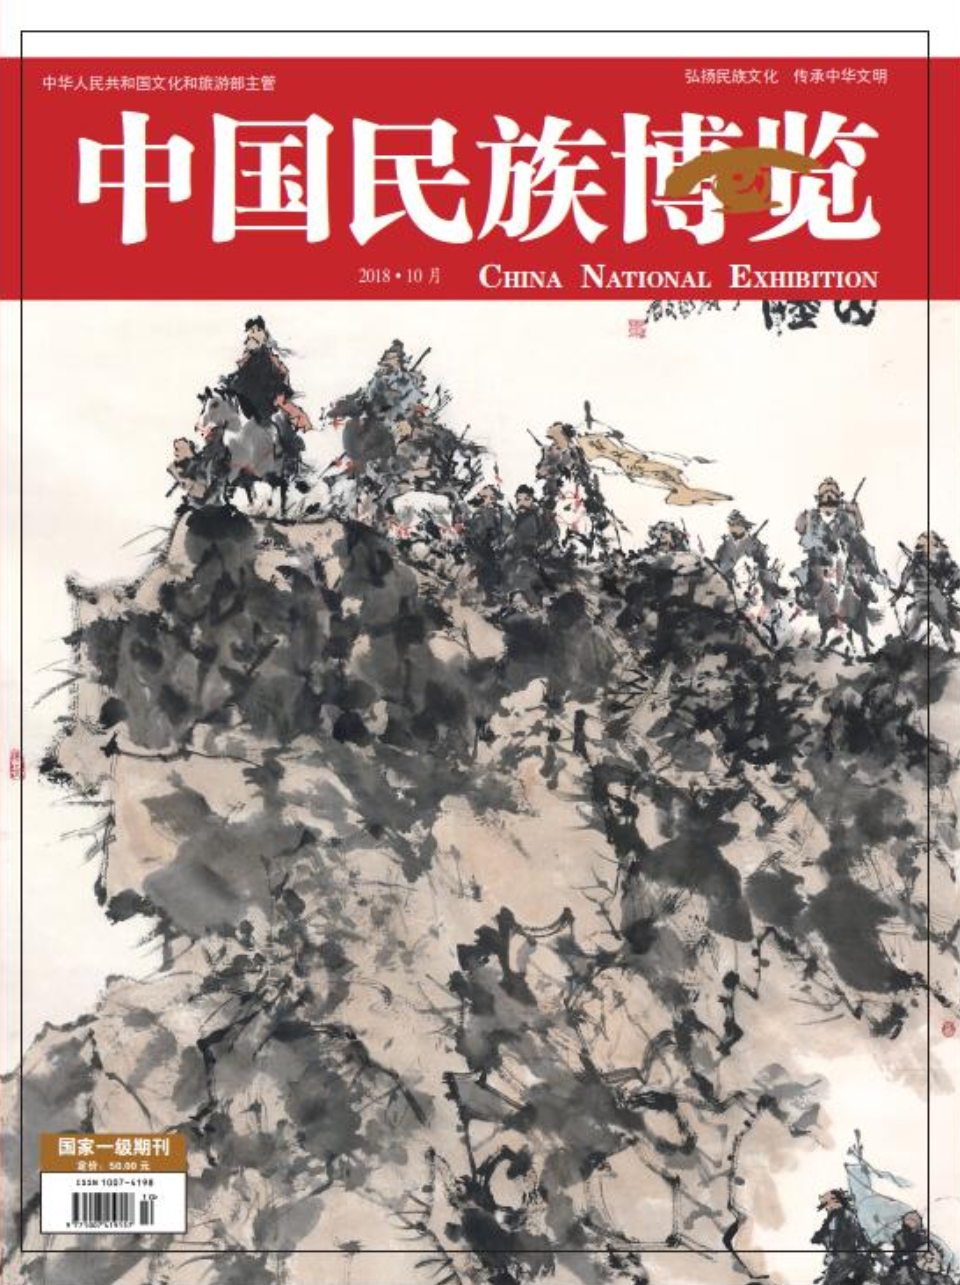 中华人民共和国文化和旅游部主管
弘扬民族文化 传承中华文明
中国民族博览
2018·10月 CHINA NATIONAL EXHIBITION
国家一级期刊
定价：50.00 元
ISSN 1007-4198
10